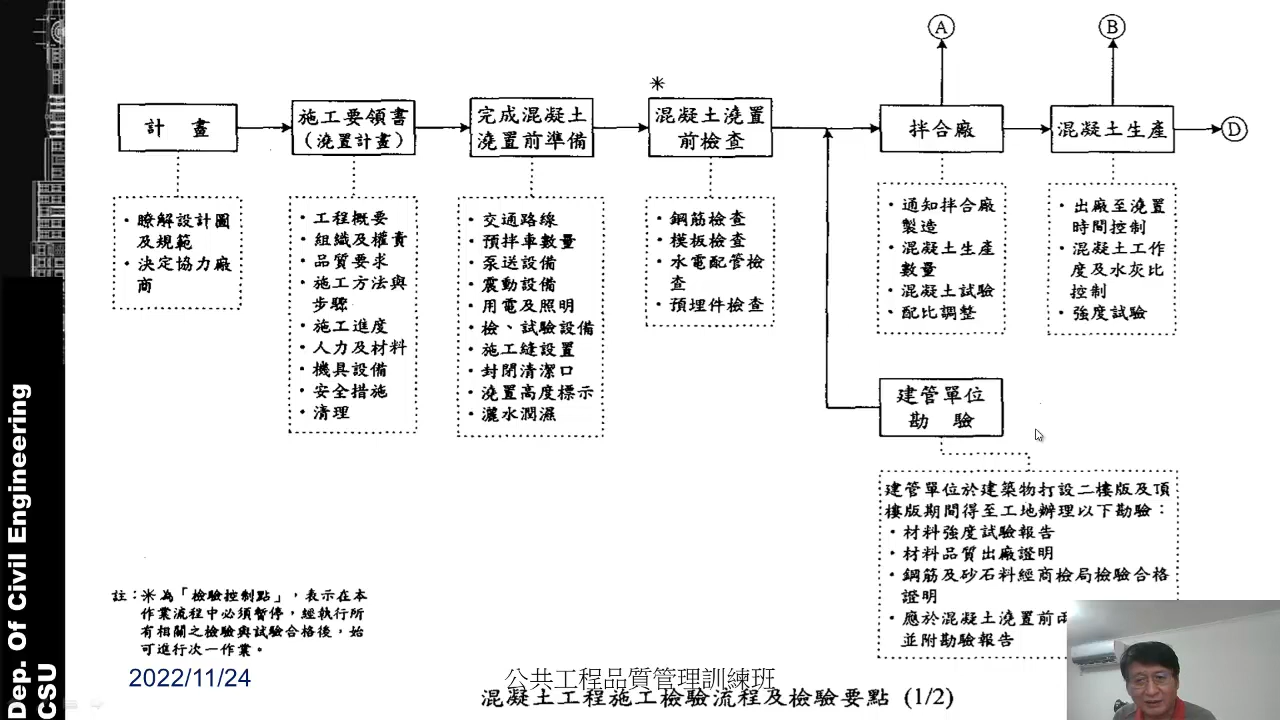 A
B
計 畫
施工要領書
(澆置計畫)
完成混凝土
澆置前準備
＊
混凝土澆置
前檢查
拌合廠
混凝土生產
D
・瞭解設計圖
及規範
・決定協力廠
商
・工程概要
・組織及權責
・品質要求
・施工方法與
步驟
・施工進度
・人力及材料
・機具設備
・安全措施
・清理
・交通路線
・預拌車數量
・泵送設備
・震動設備
・用電及照明
・檢、試驗設備
・施工縫設置
・封閉清潔口
・澆置高度標示
・灑水潤濕
・鋼筋檢查
・模板檢查
・水電配管檢
查
・預埋件檢查
・通知拌合廠
製造
・混凝土生產
數量
・混凝土試驗
・配比調整
・出廠至澆置
時間控制
・混凝土工作
度及水灰比
控制
・強度試驗
建管單位
勘 驗
建管單位於建築物打設二樓版及頂
樓版期間得至工地辦理以下勘驗：
・材料強度試驗報告
・材料品質出廠證明
・鋼筋及砂石料經商檢局檢驗合格
證明
・應於混凝土澆置前
並附勘驗報告
註：＊為「檢驗控制點」，表示在本
作業流程中必須暫停，經執行所
有相關之檢驗與試驗合格後，始
可進行次一作業。
2022/11/24
公共工程品質管理訓練班
混凝土工程施工檢驗流程及檢驗要點 (1/2)
Dep. Of Civil Engineering
CSU